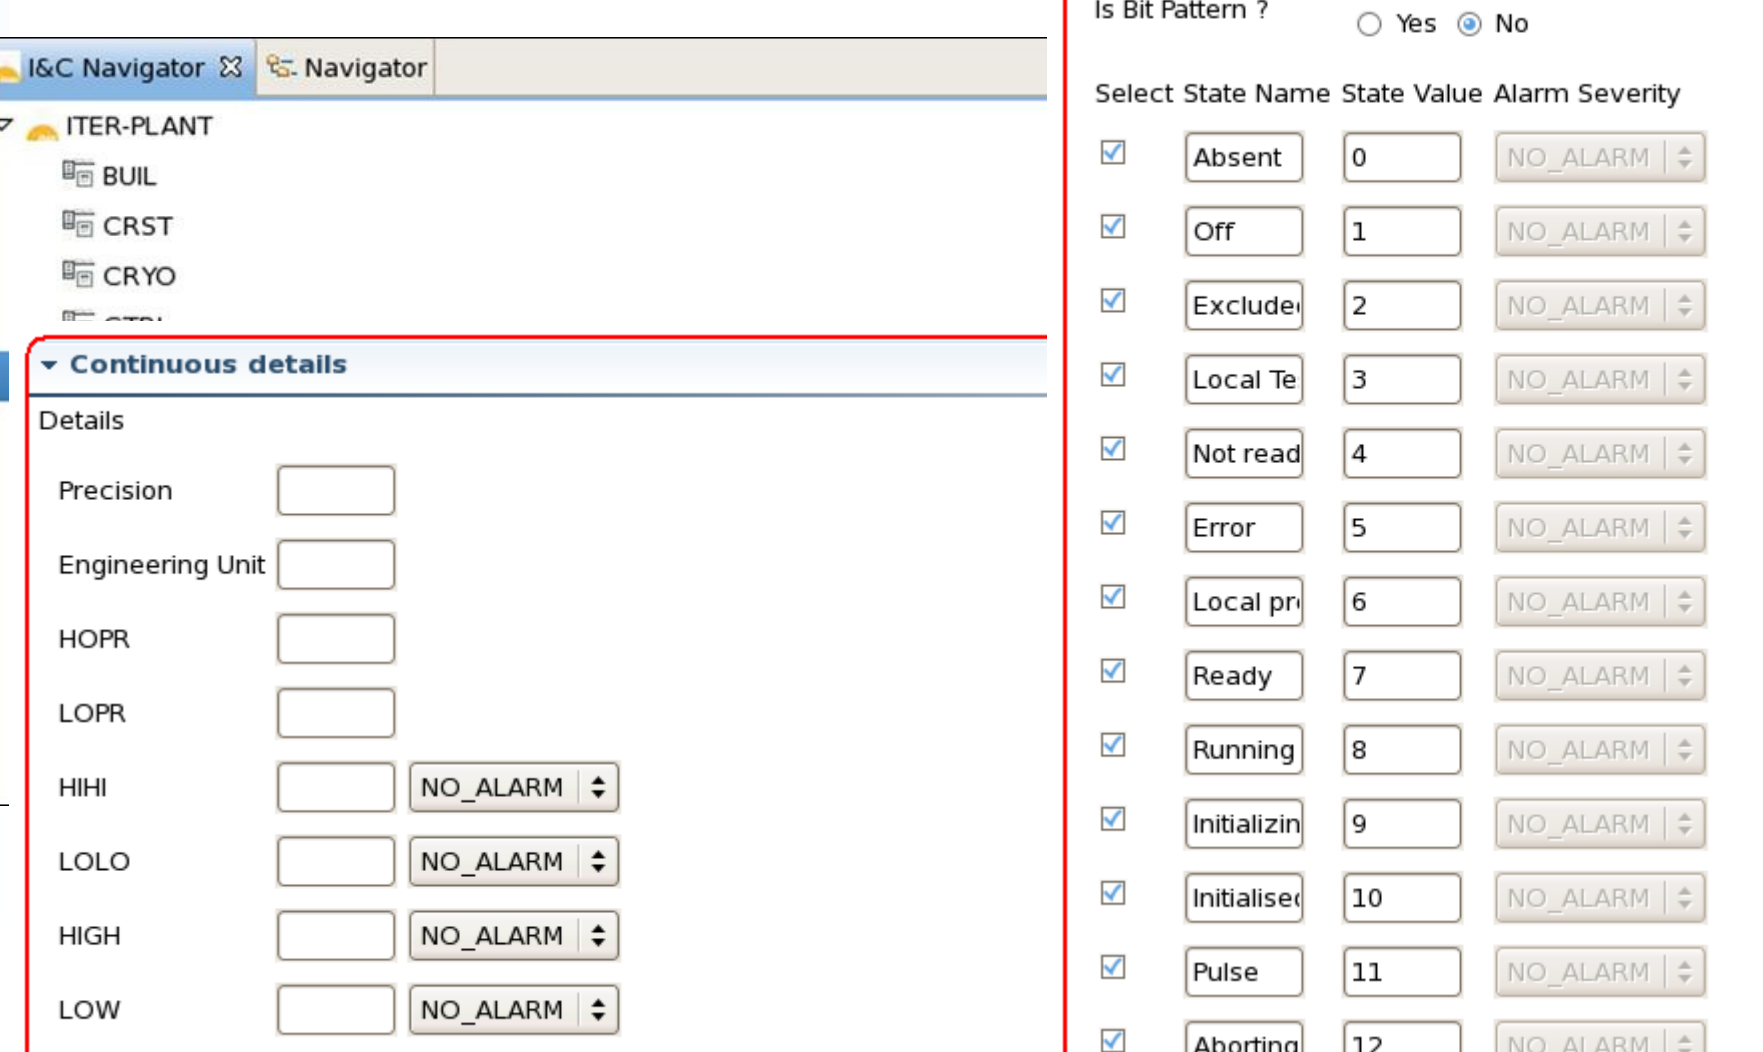 I&C Navigator
Navigator
ITER-PLANT
BUIL
CRST
CRYO
Continuous details
Details
Precision
Engineering Unit
HOPR
LOPR
HIHI NO_ALARM
LOLO NO_ALARM
HIGH NO_ALARM
LOW NO_ALARM
Is Bit Pattern ? Yes No
Select State Name State Value Alarm Severity
Absent 0 NO_ALARM
Off 1 NO_ALARM
Exclude 2 NO_ALARM
Local Te 3 NO_ALARM
Not read 4 NO_ALARM
Error 5 NO_ALARM
Local pr 6 NO_ALARM
Ready 7 NO_ALARM
Running 8 NO_ALARM
Initializin 9 NO_ALARM
Initialise 10 NO_ALARM
Pulse 11 NO_ALARM
Aborting 12 NO_ALARM